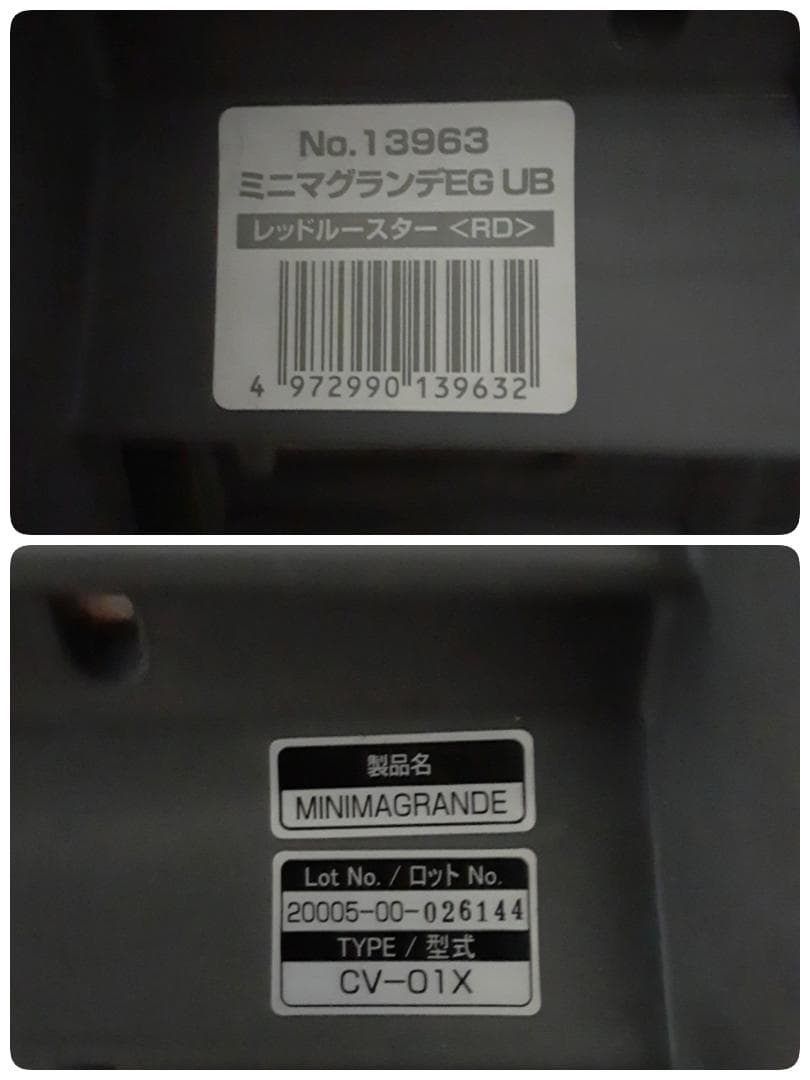 No.13963
ミニマグランデEG UB
レッドルースター <RD>
4 972990 139632
製品名
MINIMAGRANDE
Lot No. / ロット No.
20005-00-026144
TYPE / 型式
CV-01X